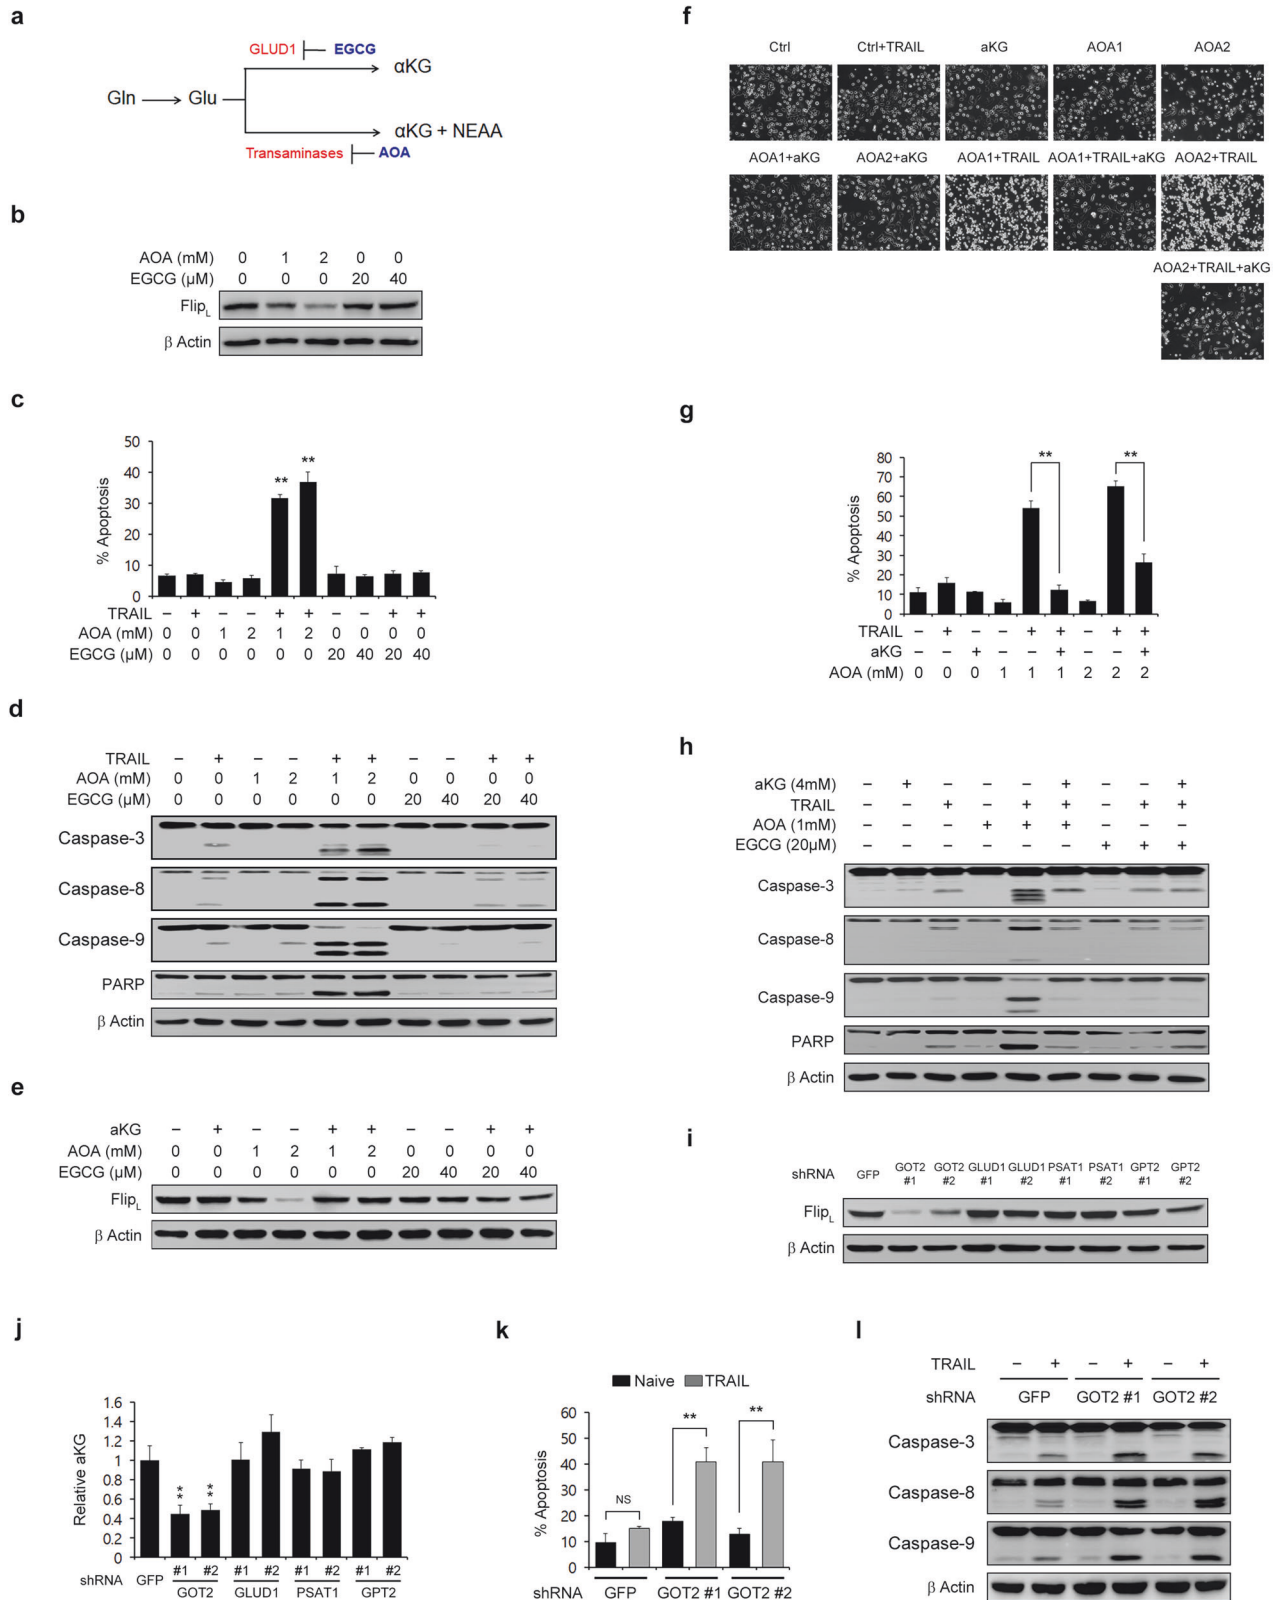 a
GLUD1 EGCG
αKG
Gln Glu
αKG + NEAA
Transaminases AOA
b
AOA (mM) 0 1 2 0 0
EGCG (μM) 0 0 0 20 40
FlipL
β Actin
c
50
40
30
20
10
0
% Apoptosis
** **
TRAIL – + – – + + – – + +
AOA (mM) 0 0 1 2 1 2 0 0 0 0
EGCG (μM) 0 0 0 0 0 0 20 40 20 40
d
TRAIL – + – – + + – – + +
AOA (mM) 0 0 1 2 1 2 0 0 0 0
EGCG (μM) 0 0 0 0 0 0 20 40 20 40
Caspase-3
Caspase-8
Caspase-9
PARP
β Actin
e
aKG – + – – + + – – + +
AOA (mM) 0 0 1 2 1 2 0 0 0 0
EGCG (μM) 0 0 0 0 0 0 20 40 20 40
FlipL
β Actin
f
Ctrl Ctrl+TRAIL aKG AOA1 AOA2
AOA1+aKG AOA2+aKG AOA1+TRAIL AOA1+TRAIL+aKG AOA2+TRAIL
AOA2+TRAIL+aKG
g
80
70
60
50
40
30
20
10
0
% Apoptosis
** **
TRAIL – + – – + + – + +
aKG – – + – – + – – +
AOA (mM) 0 0 0 1 1 1 2 2 2
h
aKG (4mM) – + – – – + – – +
TRAIL – – + – + + – + +
AOA (1mM) – – – + + + – – –
EGCG (20μM) – – – – – – + + +
Caspase-3
Caspase-8
Caspase-9
PARP
β Actin
i
shRNA GFP GOT2 #1 GOT2 #2 GLUD1 #1 GLUD1 #2 PSAT1 #1 PSAT1 #2 GPT2 #1 GPT2 #2
FlipL
β Actin
j
1.6
1.4
1.2
1
0.8
0.6
0.4
0.2
0
Relative aKG
** **
#1 #2 #1 #2 #1 #2 #1 #2
shRNA GFP GOT2 GLUD1 PSAT1 GPT2
k
Naive TRAIL
60
50
40
30
20
10
0
% Apoptosis
NS ** **
shRNA GFP GOT2 #1 GOT2 #2
l
TRAIL – + – + – +
shRNA GFP GOT2 #1 GOT2 #2
Caspase-3
Caspase-8
Caspase-9
β Actin